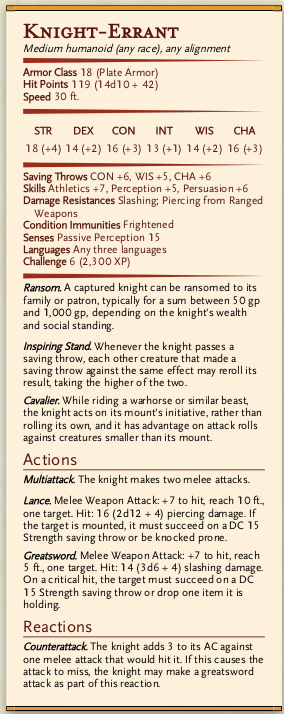 Knight-Errant
Medium humanoid (any race), any alignment
Armor Class 18 (Plate Armor)
Hit Points 119 (14d10 + 42)
Speed 30 ft.
STR DEX CON INT WIS CHA
18 (+4) 14 (+2) 16 (+3) 13 (+1) 14 (+2) 16 (+3)
Saving Throws CON +6, WIS +5, CHA +6
Skills Athletics +7, Perception +5, Persuasion +6
Damage Resistances Slashing; Piercing from Ranged
Weapons
Condition Immunities Frightened
Senses Passive Perception 15
Languages Any three languages
Challenge 6 (2,300 XP)
Ransom. A captured knight can be ransomed to its
family or patron, typically for a sum between 50 gp
and 1,000 gp, depending on the knight's wealth
and social standing.
Inspiring Stand. Whenever the knight passes a
saving throw, each other creature that made a
saving throw against the same effect may reroll its
result, taking the higher of the two.
Cavalier. While riding a warhorse or similar beast,
the knight acts on its mount's initiative, rather than
rolling its own, and it has advantage on attack rolls
against creatures smaller than its mount.
Actions
Multiattack. The knight makes two melee attacks.
Lance. Melee Weapon Attack: +7 to hit, reach 10 ft.,
one target. Hit: 16 (2d12 + 4) piercing damage. If
the target is mounted, it must succeed on a DC 15
Strength saving throw or be knocked prone.
Greatsword. Melee Weapon Attack: +7 to hit, reach
5 ft., one target. Hit: 14 (3d6 + 4) slashing damage.
On a critical hit, the target must succeed on a DC
15 Strength saving throw or drop one item it is
holding.
Reactions
Counterattack. The knight adds 3 to its AC against
one melee attack that would hit it. If this causes the
attack to miss, the knight may make a greatsword
attack as part of this reaction.